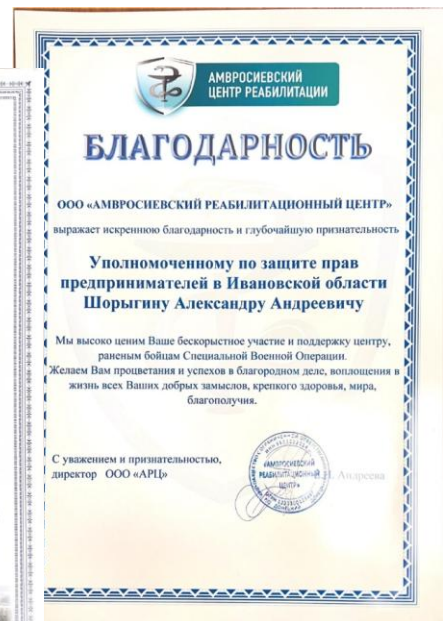 АМВРОСИЕВСКИЙ
ЦЕНТР РЕАБИЛИТАЦИИ
БЛАГОДАРНОСТЬ
ООО «АМВРОСИЕВСКИЙ РЕАБИЛИТАЦИОННЫЙ ЦЕНТР»
выражает искреннюю благодарность и глубочайшую признательность
Уполномоченному по защите прав
предпринимателей в Ивановской области
Шорыгину Александру Андреевичу
Мы высоко ценим Ваше бескорыстное участие и поддержку центру,
раненым бойцам Специальной Военной Операции.
Желаем Вам процветания и успехов в благородном деле, воплощения в
жизнь всех Ваших добрых замыслов, крепкого здоровья, мира,
благополучия.
С уважением и признательностью,
директор ООО «АРЦ»
Андреева
«АМВРОСИЕВСКИЙ
РЕАБИЛИТАЦИОННЫЙ
ЦЕНТР»